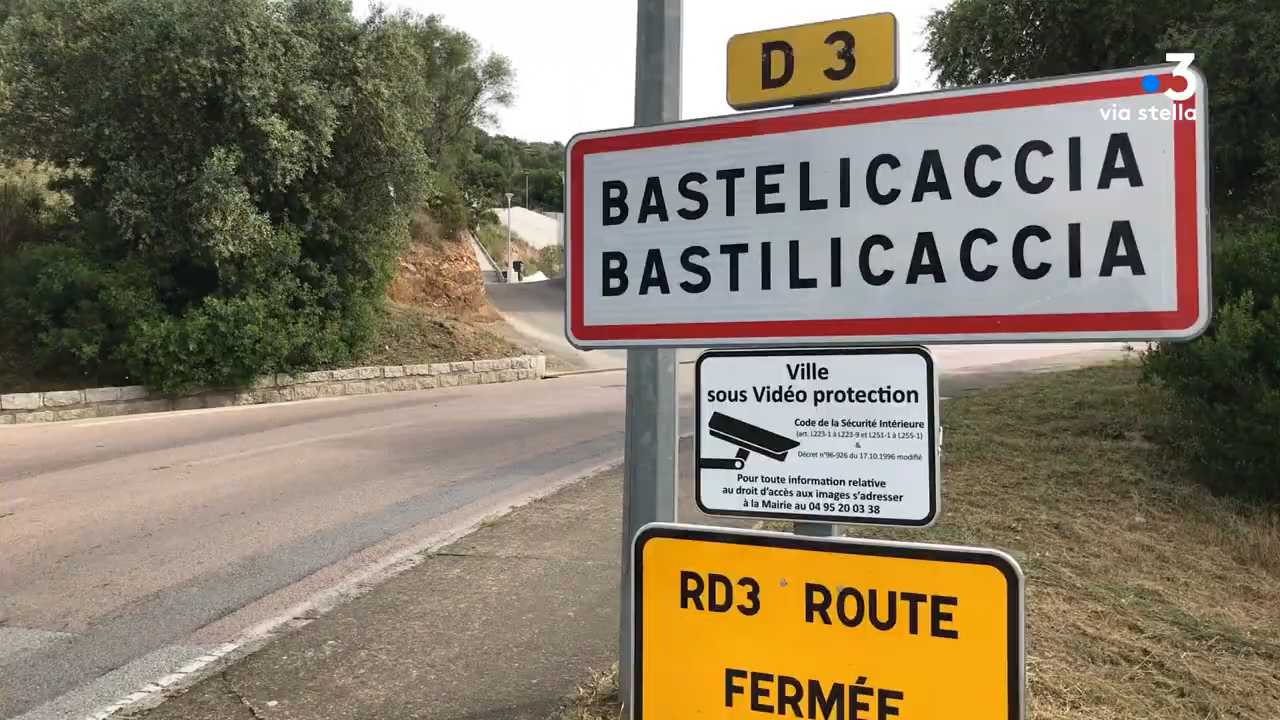 D 3
3
via stella
BASTELICACCIA
BASTILICACCIA
Ville
sous Vidéo protection
Code de la Sécurité Intérieure
(art. L223-1 à L223-9 et L251-1 à L255-1)
&
Décret n°96-926 du 17.10.1996 modifié
Pour toute information relative
au droit d'accès aux images s'adresser
à la Mairie au 04 95 20 03 38
RD3 ROUTE
FERMÉE